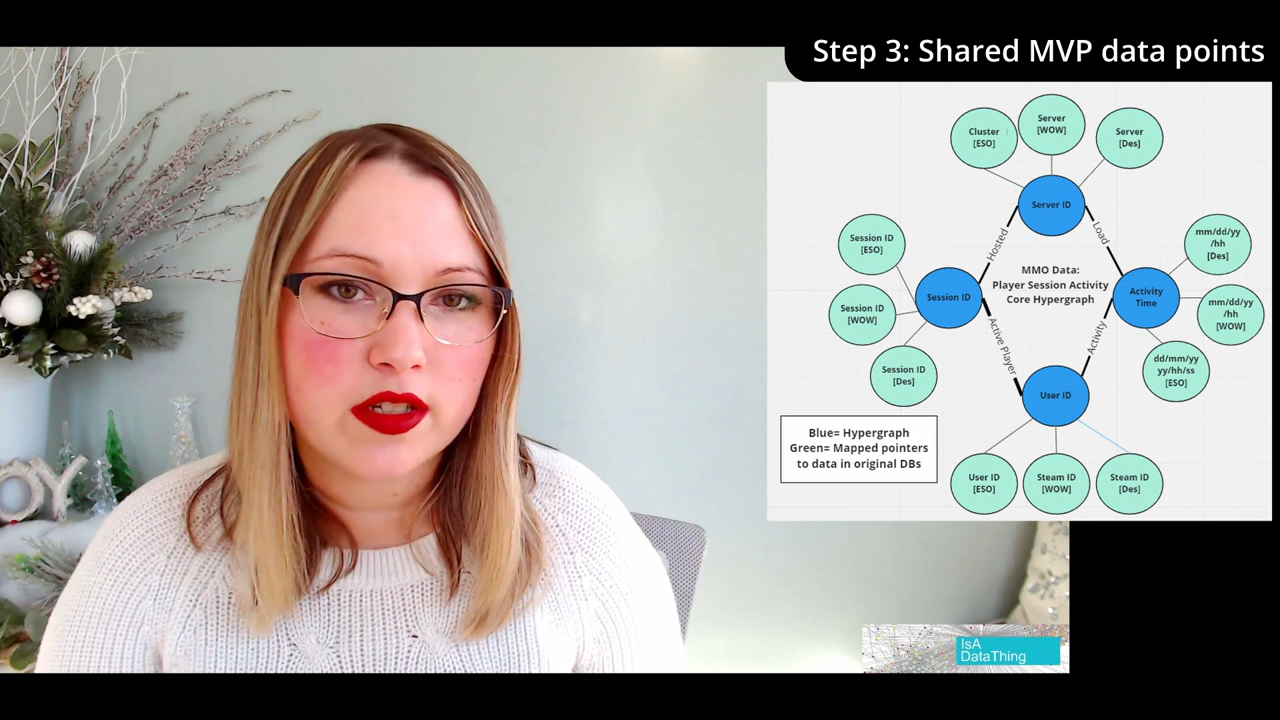 Step 3: Shared MVP data points
Cluster
[ESO]
Server
[WOW]
Server
[Des]
Server ID
Hosted
Load
Session ID
[ESO]
mm/dd/yy
/hh
[Des]
MMO Data:
Player Session Activity
Core Hypergraph
Session ID
Activity
Time
Session ID
[WOW]
mm/dd/yy
/hh
[WOW]
Active Player
Activity
Session ID
[Des]
dd/mm/yy
yy/hh/ss
[ESO]
User ID
Blue= Hypergraph
Green= Mapped pointers
to data in original DBs
User ID
[ESO]
Steam ID
[WOW]
Steam ID
[Des]
OY
IsA
DataThing